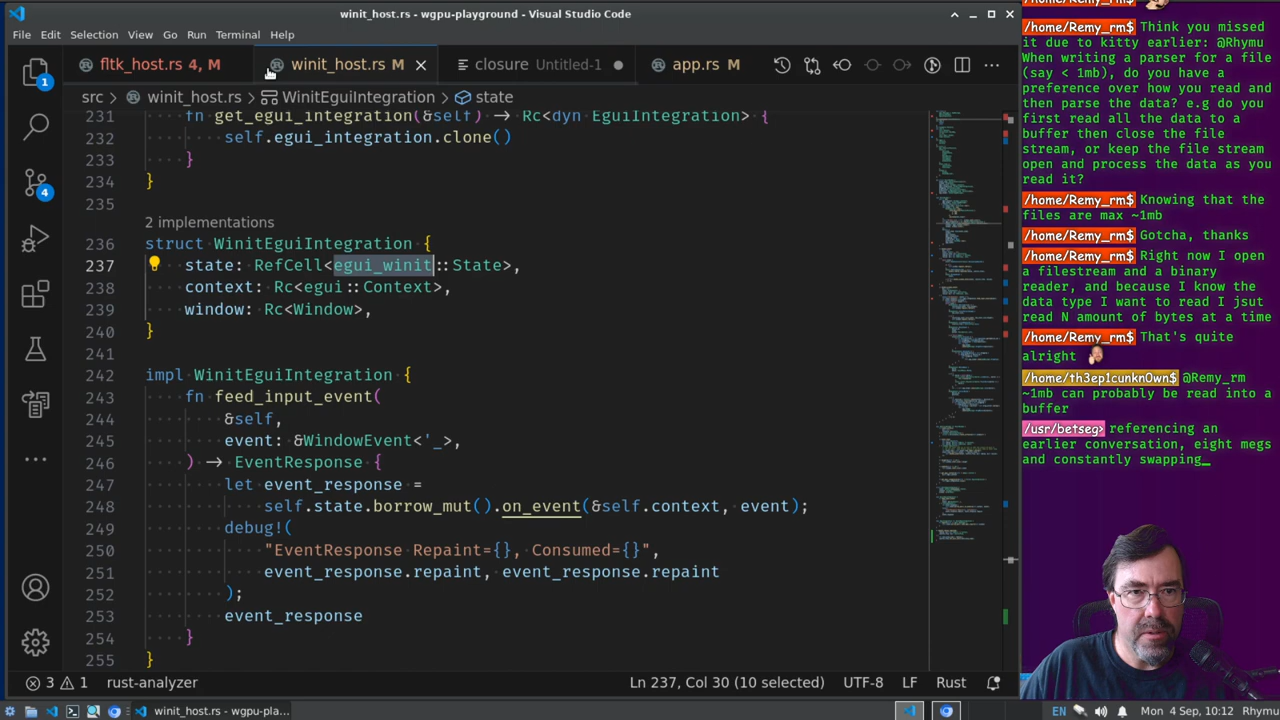 winit_host.rs - wgpu-playground - Visual Studio Code
File Edit Selection View Go Run Terminal Help
fltk_host.rs 4, M winit_host.rs M closure Untitled-1 app.rs M
src > winit_host.rs > WinitEguiIntegration > state
231 fn get_egui_integration(&self) -> Rc<dyn EguiIntegration> {
232 self.egui_integration.clone()
233 }
234 }
235
2 implementations
236 struct WinitEguiIntegration {
237 state: RefCell<egui_winit::State>,
238 context: Rc<egui::Context>,
239 window: Rc<Window>,
240 }
241
242 impl WinitEguiIntegration {
243 fn feed_input_event(
244 &self,
245 event: &WindowEvent<'_>,
246 ) -> EventResponse {
247 let event_response =
248 self.state.borrow_mut().on_event(&self.context, event);
249 debug!(
250 "EventResponse Repaint={}, Consumed={}",
251 event_response.repaint, event_response.repaint
252 );
253 event_response
254 }
255 }
1
4
3 1 rust-analyzer Ln 237, Col 30 (10 selected) UTF-8 LF Rust
winit_host.rs - wgpu-pla... EN Mon 4 Sep, 10:12 Rhymu
/home/Remy_rm$ Think you missed
it due to kitty earlier: @Rhymu
When writing a parser for a file
(say < 1mb), do you have a
preference over how you read and
then parse the data? e.g do you
first read all the data to a
buffer then close the file
stream, or keep the file stream
open and process the data as you
read it?
/home/Remy_rm$ Knowing that the
files are max ~1mb
/home/Remy_rm$ Gotcha, thanks
/home/Remy_rm$ Right now I open
a filestream and a binary
reader, and because I know the
data type I want to read I jsut
read N amount of bytes at a time
/home/Remy_rm$ That's quite
alright
/home/th3ep1cunkn0wn$ @Remy_rm
~1mb can probably be read into a
buffer
/usr/betseg> referencing an
earlier conversation, eight megs
and constantly swapping_